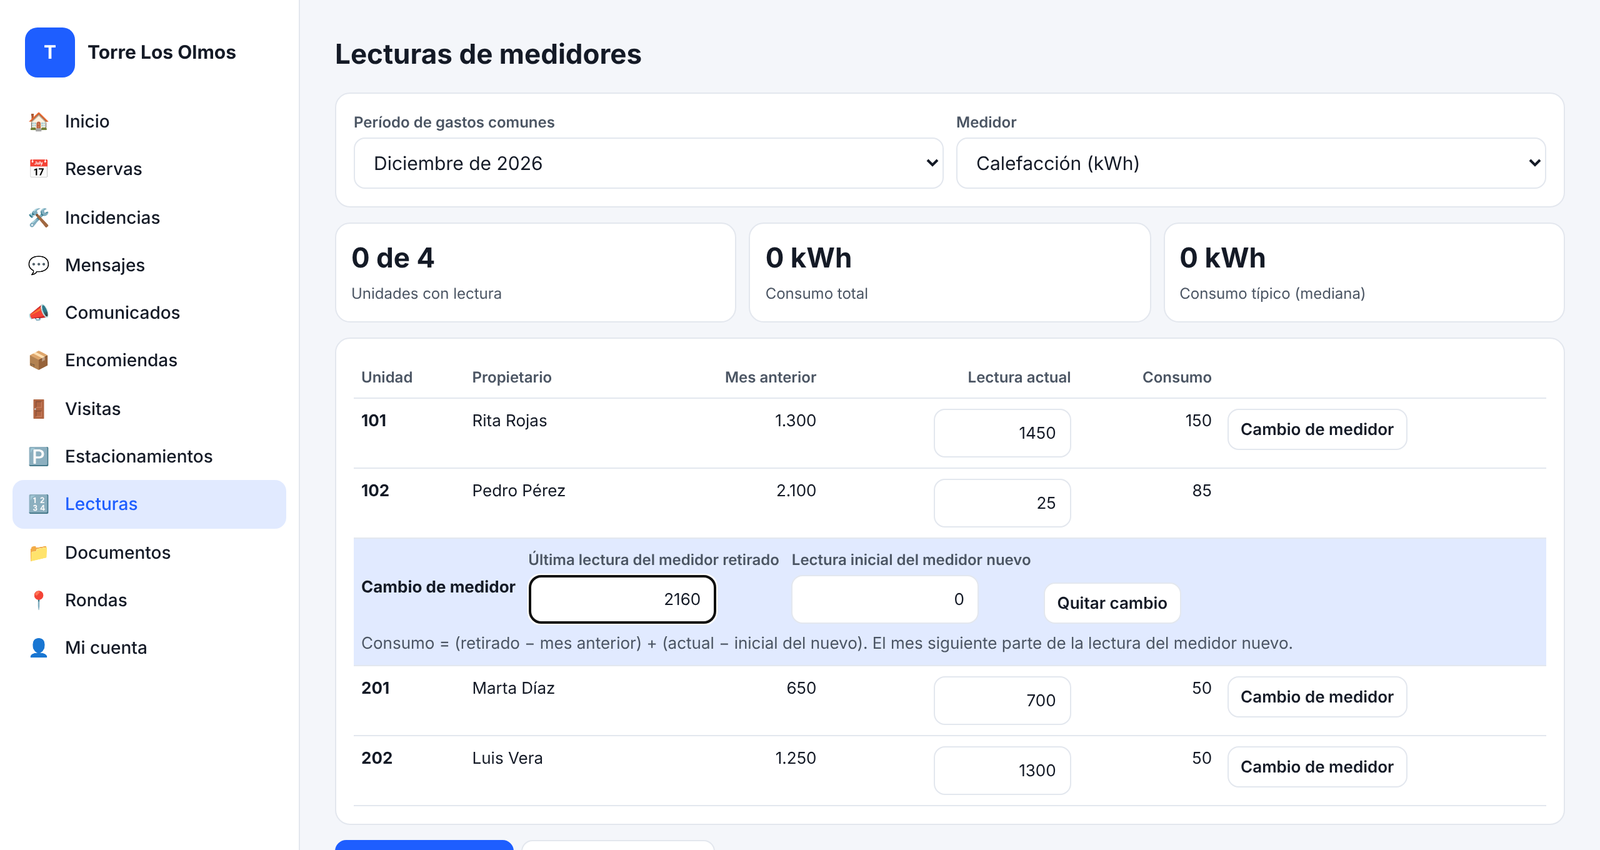 T Torre Los Olmos
Inicio
Reservas
Incidencias
Mensajes
Comunicados
Encomiendas
Visitas
Estacionamientos
Lecturas
Documentos
Rondas
Mi cuenta
Lecturas de medidores
Período de gastos comunes Medidor
Diciembre de 2026 Calefacción (kWh)
0 de 4 0 kWh 0 kWh
Unidades con lectura Consumo total Consumo típico (mediana)
Unidad Propietario Mes anterior Lectura actual Consumo
101 Rita Rojas 1.300 1450 150 Cambio de medidor
102 Pedro Pérez 2.100 25 85
Última lectura del medidor retirado Lectura inicial del medidor nuevo
Cambio de medidor 2160 0 Quitar cambio
Consumo = (retirado − mes anterior) + (actual − inicial del nuevo). El mes siguiente parte de la lectura del medidor nuevo.
201 Marta Díaz 650 700 50 Cambio de medidor
202 Luis Vera 1.250 1300 50 Cambio de medidor